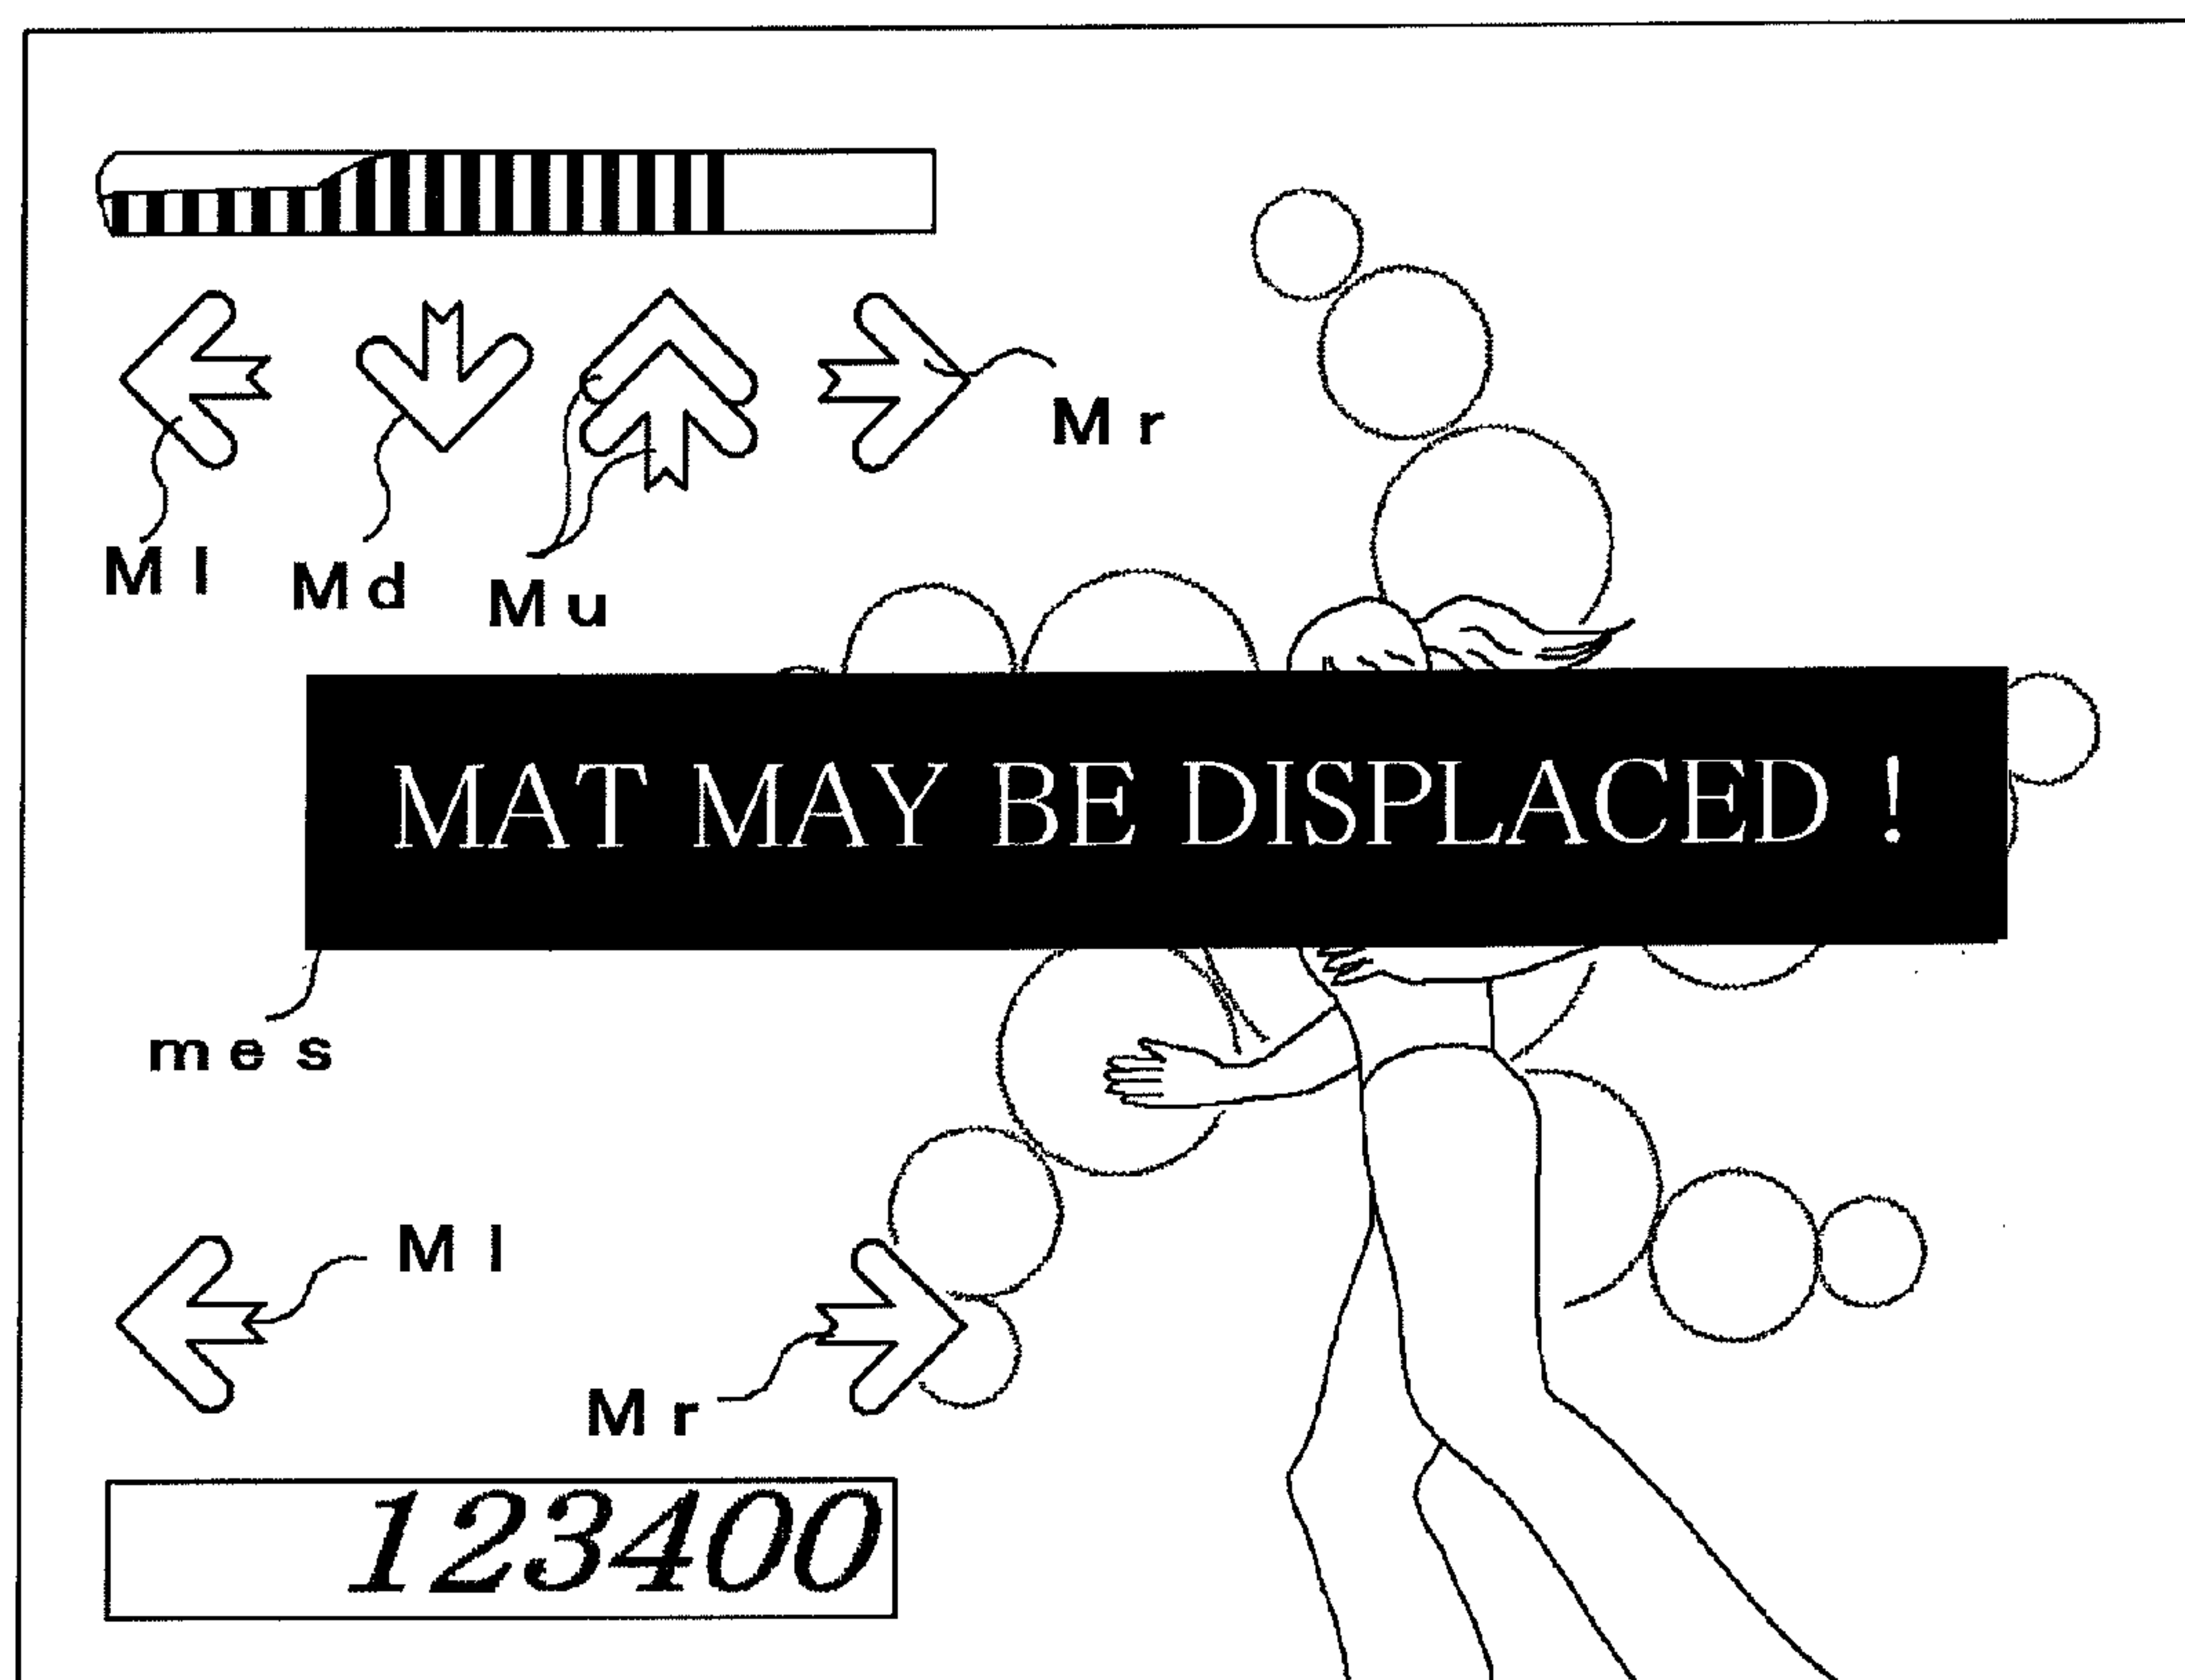 Mr
Ml
Md
Mu
MAT MAY BE DISPLACED !
mes
Ml
Mr
123400